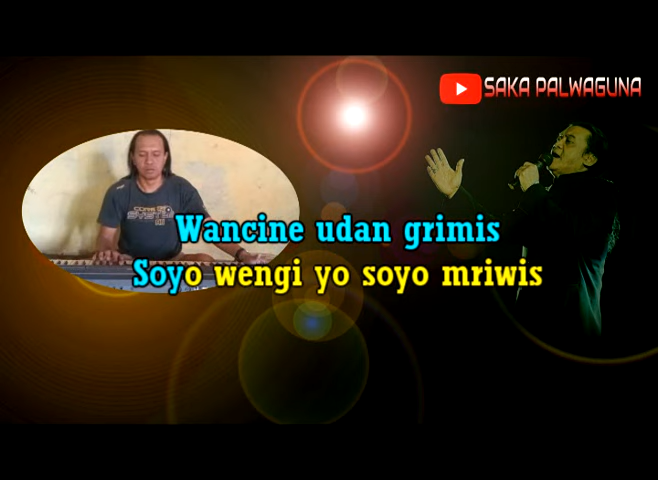 SAKA PALWAGUNA
Wancine udan grimis
Soyo wengi yo soyo mriwis